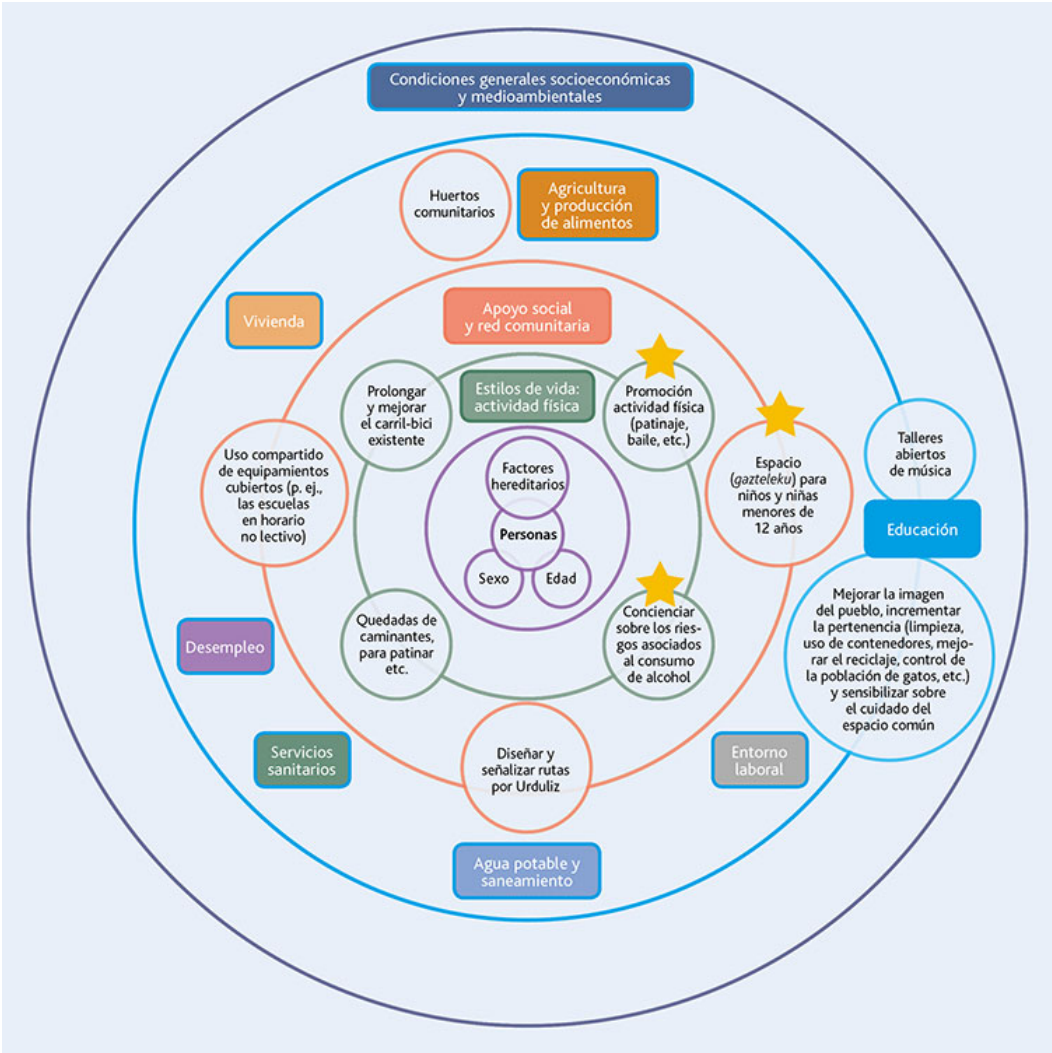 Condiciones generales socioeconómicas
y medioambientales
Huertos
comunitarios
Agricultura
y producción
de alimentos
Vivienda
Apoyo social
y red comunitaria
Prolongar
y mejorar
el carril-bici
existente
Estilos de vida:
actividad física
Promoción
actividad física
(patinaje,
baile, etc.)
Uso compartido
de equipamientos
cubiertos (p. ej.,
las escuelas
en horario
no lectivo)
Factores
hereditarios
Personas
Sexo
Edad
Espacio
(gazteleku) para
niños y niñas
menores de
12 años
Talleres
abiertos
de música
Educación
Mejorar la imagen
del pueblo, incrementar
la pertenencia (limpieza,
uso de contenedores, mejo-
rar el reciclaje, control de
la población de gatos, etc.)
y sensibilizar sobre
el cuidado del
espacio común
Desempleo
Quedadas de
caminantes,
para patinar
etc.
Concienciar
sobre los ries-
gos asociados
al consumo
de alcohol
Servicios
sanitarios
Diseñar y
señalizar rutas
por Urduliz
Entorno
laboral
Agua potable y
saneamiento